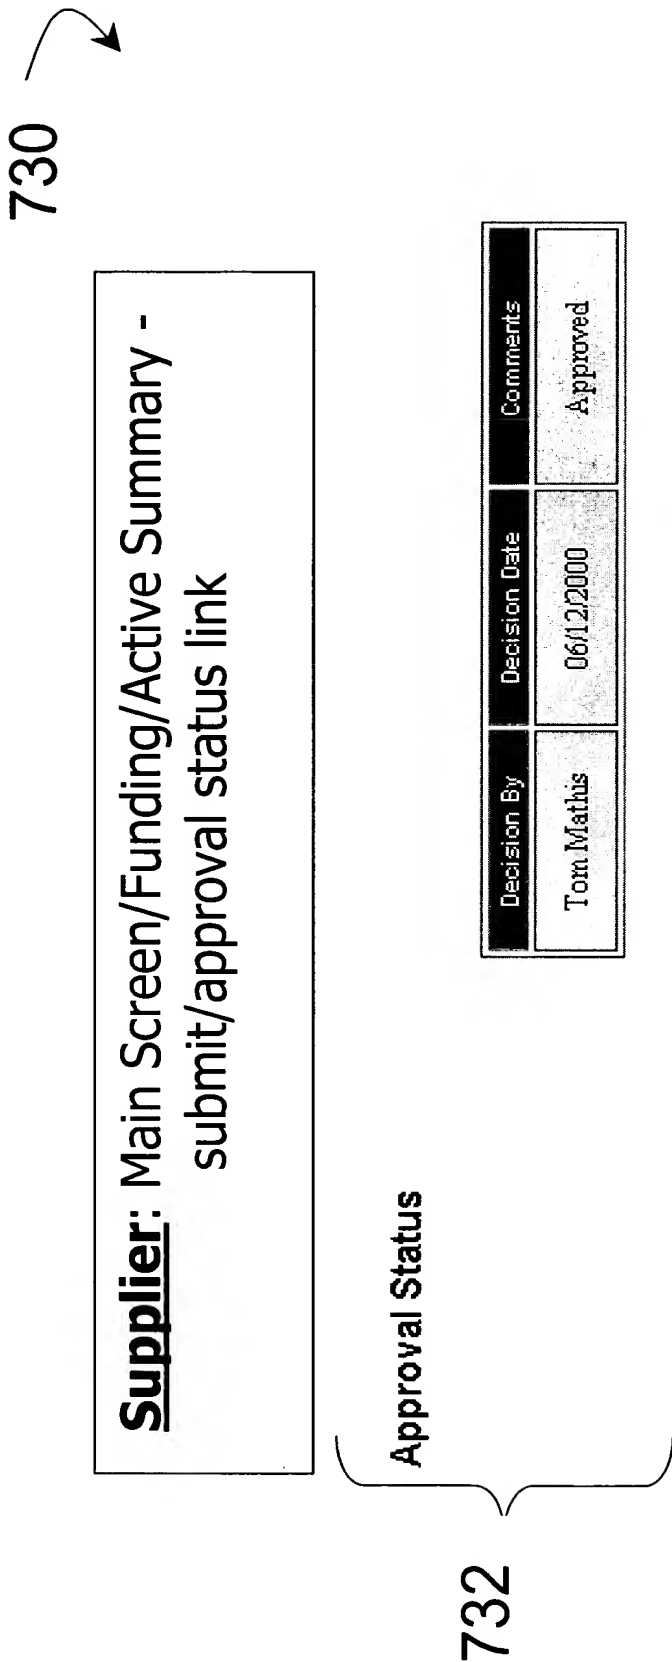 730
Supplier: Main Screen/Funding/Active Summary -
submit/approval status link
732
Approval Status
Decision By Decision Date Comments
Tom Mathis 06/12/2000 Approved